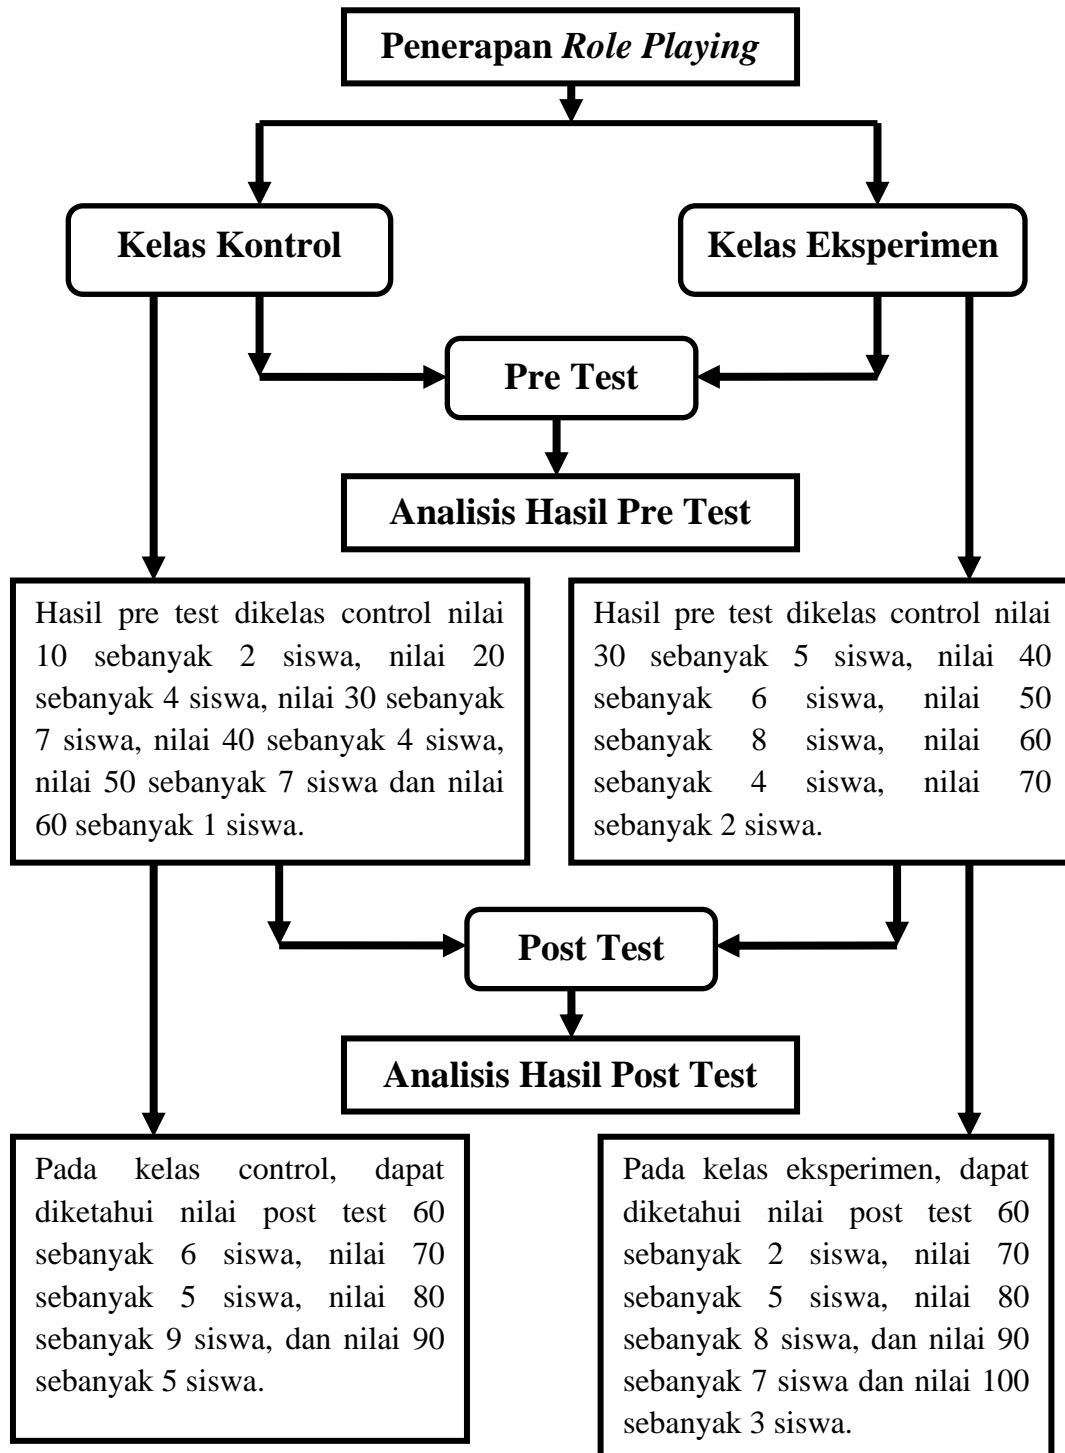 Penerapan Role Playing
Kelas Kontrol
Kelas Eksperimen
Pre Test
Analisis Hasil Pre Test
Hasil pre test dikelas control nilai
10 sebanyak 2 siswa, nilai 20
sebanyak 4 siswa, nilai 30 sebanyak
7 siswa, nilai 40 sebanyak 4 siswa,
nilai 50 sebanyak 7 siswa dan nilai
60 sebanyak 1 siswa.
Hasil pre test dikelas control nilai
30 sebanyak 5 siswa, nilai 40
sebanyak 6 siswa, nilai 50
sebanyak 8 siswa, nilai 60
sebanyak 4 siswa, nilai 70
sebanyak 2 siswa.
Post Test
Analisis Hasil Post Test
Pada kelas control, dapat
diketahui nilai post test 60
sebanyak 6 siswa, nilai 70
sebanyak 5 siswa, nilai 80
sebanyak 9 siswa, dan nilai 90
sebanyak 5 siswa.
Pada kelas eksperimen, dapat
diketahui nilai post test 60
sebanyak 2 siswa, nilai 70
sebanyak 5 siswa, nilai 80
sebanyak 8 siswa, dan nilai 90
sebanyak 7 siswa dan nilai 100
sebanyak 3 siswa.